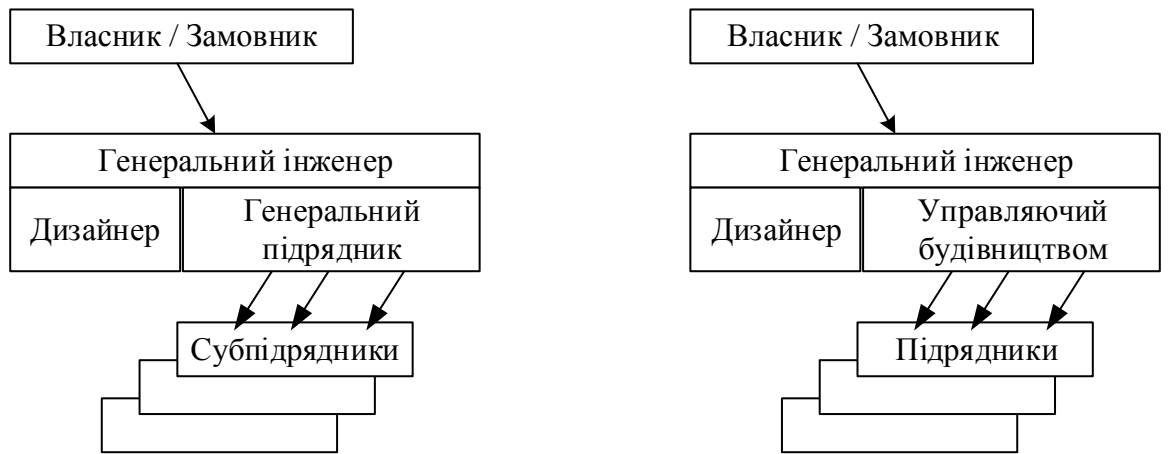 Власник / Замовник
Генеральний інженер
Дизайнер
Генеральний
підрядник
Субпідрядники
Власник / Замовник
Генеральний інженер
Дизайнер
Управляючий
будівництвом
Підрядники